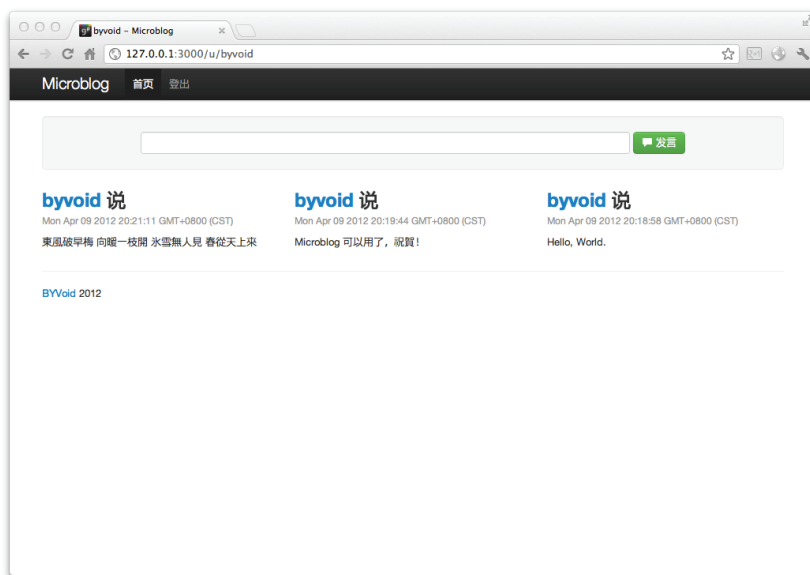 byvoid - Microblog
127.0.0.1:3000/u/byvoid
Microblog 首页 登出
发言
byvoid 说
Mon Apr 09 2012 20:21:11 GMT+0800 (CST)
東風破早梅 向暖一枝開 氷雪無人見 春從天上來
byvoid 说
Mon Apr 09 2012 20:19:44 GMT+0800 (CST)
Microblog 可以用了，祝賀！
byvoid 说
Mon Apr 09 2012 20:18:58 GMT+0800 (CST)
Hello, World.
BYVoid 2012